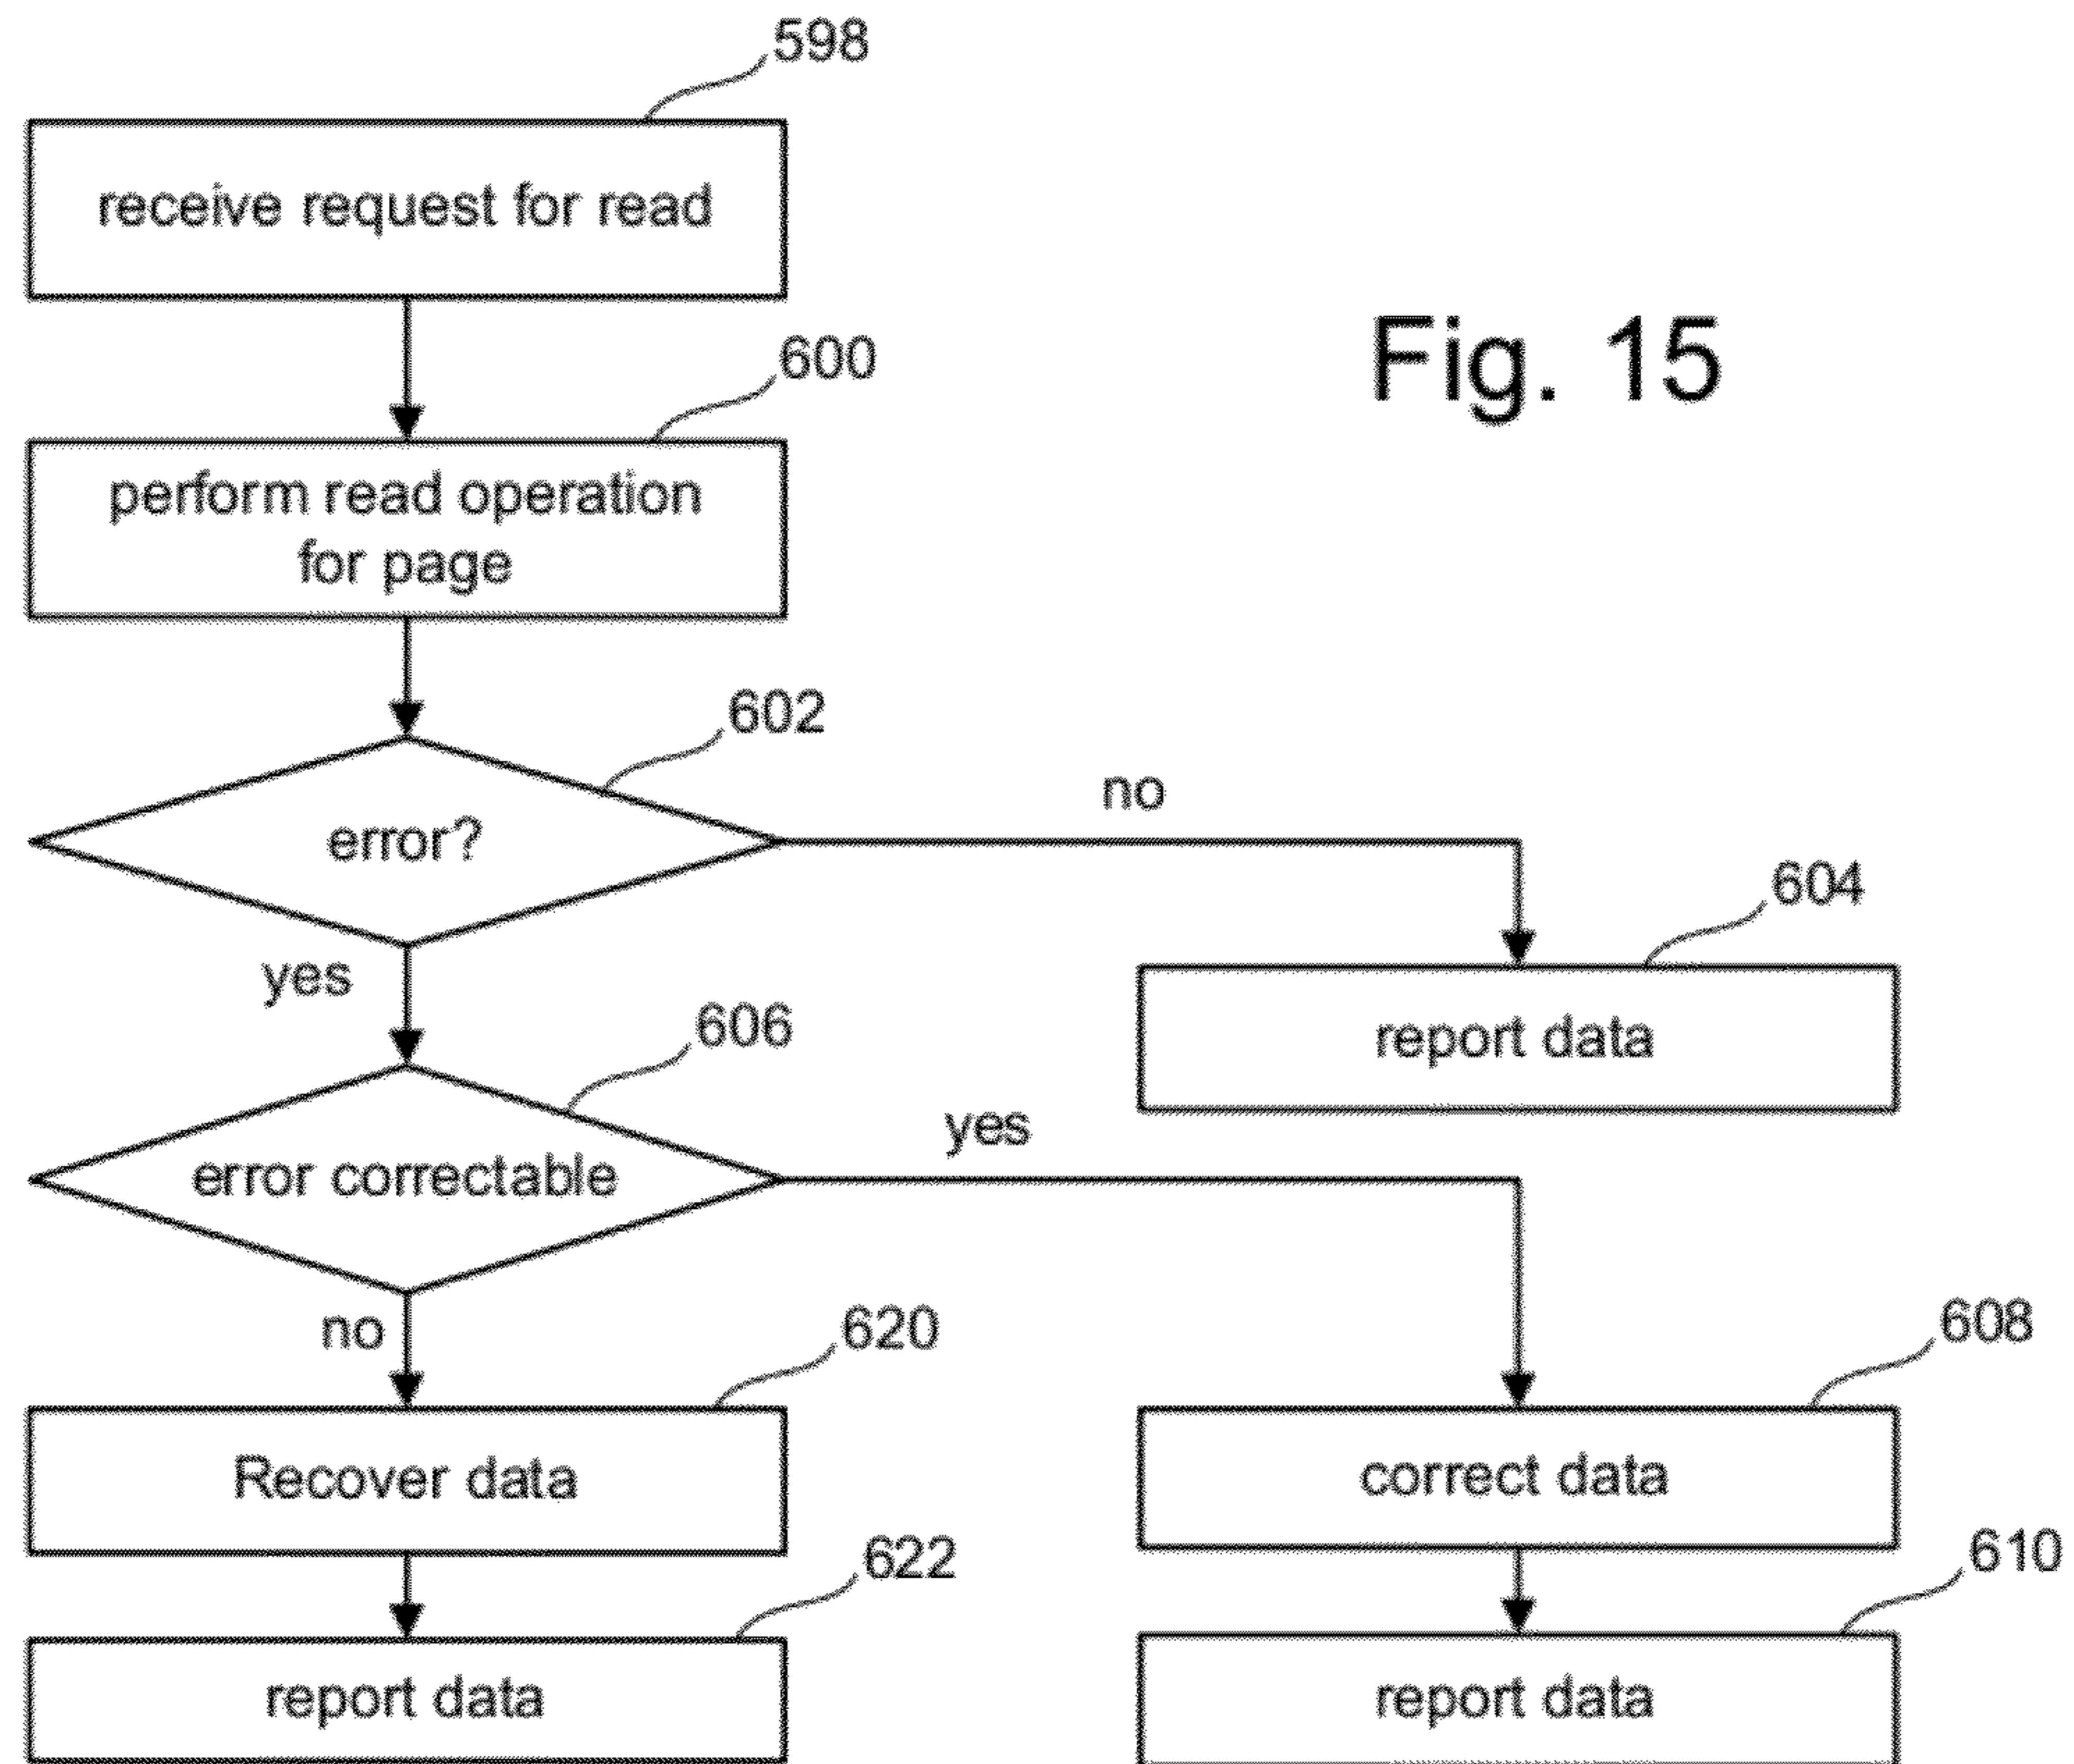 598
receive request for read
Fig. 15
600
perform read operation
for page
602
error?
no
604
report data
yes
606
error correctable
yes
no
620
Recover data
608
correct data
622
report data
610
report data